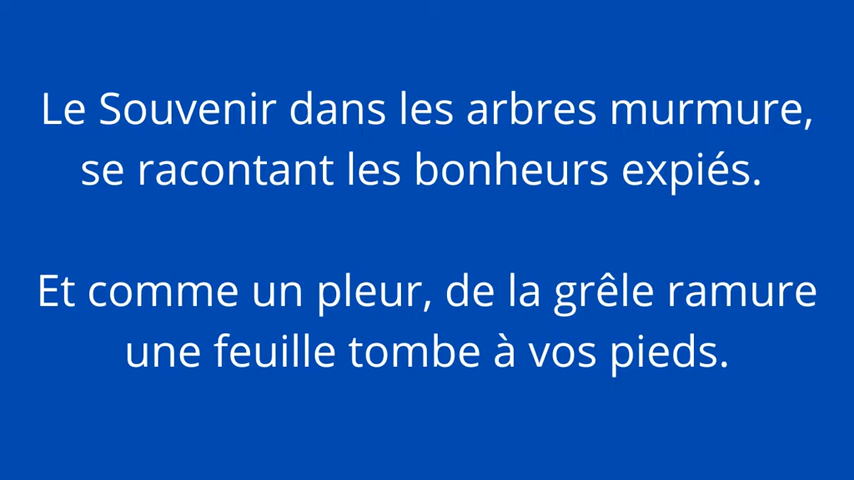 Le Souvenir dans les arbres murmure,
se racontant les bonheurs expiés.
Et comme un pleur, de la grêle ramure
une feuille tombe à vos pieds.